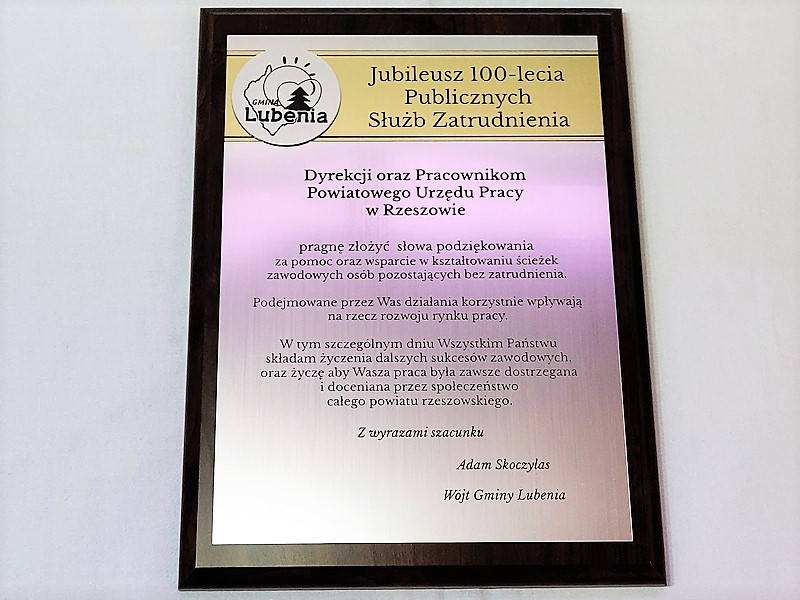 GMINA
Lubenia
Jubileusz 100-lecia
Publicznych
Służb Zatrudnienia
Dyrekcji oraz Pracownikom
Powiatowego Urzędu Pracy
w Rzeszowie
pragnę złożyć słowa podziękowania
za pomoc oraz wsparcie w kształtowaniu ścieżek
zawodowych osób pozostających bez zatrudnienia.
Podejmowane przez Was działania korzystnie wpływają
na rzecz rozwoju rynku pracy.
W tym szczególnym dniu Wszystkim Państwu
składam życzenia dalszych sukcesów zawodowych,
oraz życzę aby Wasza praca była zawsze dostrzegana
i doceniana przez społeczeństwo
całego powiatu rzeszowskiego.
Z wyrazami szacunku
Adam Skoczylas
Wójt Gminy Lubenia